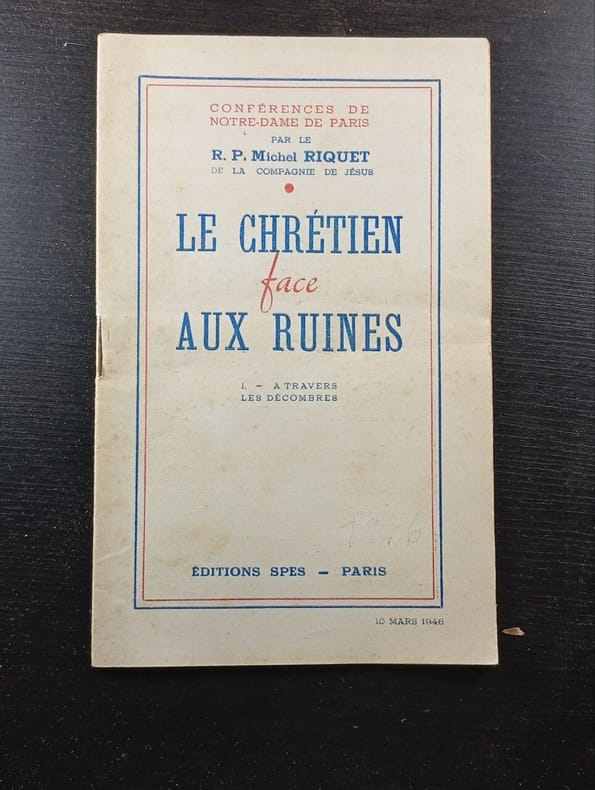 CONFÉRENCES DE
NOTRE-DAME DE PARIS
PAR LE
R. P. Michel RIQUET
DE LA COMPAGNIE DE JÉSUS
LE CHRÉTIEN
face
AUX RUINES
I. – A TRAVERS
LES DÉCOMBRES
ÉDITIONS SPES – PARIS
10 MARS 1946